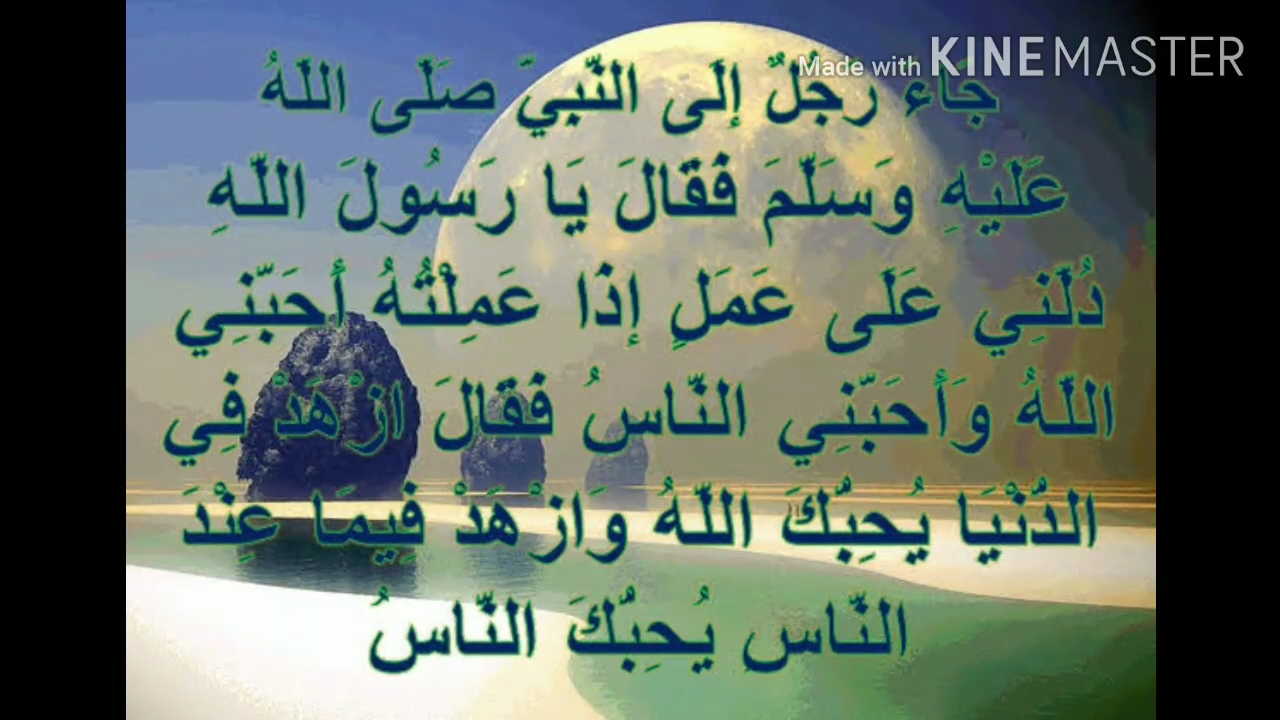 Made with KINEMASTER
جَاءَ رَجُلٌ إِلَى النَّبِيِّ صَلَّى اللَّهُ
عَلَيْهِ وَسَلَّمَ فَقَالَ يَا رَسُولَ اللَّهِ
دُلَّنِي عَلَى عَمَلٍ إِذَا عَمِلْتُهُ أَحَبَّنِي
اللَّهُ وَأَحَبَّنِي النَّاسُ فَقَالَ ازْهَدْ فِي
الدُّنْيَا يُحِبُّكَ اللَّهُ وَازْهَدْ فِيمَا عِنْدَ
النَّاسِ يُحِبُّكَ النَّاسُ